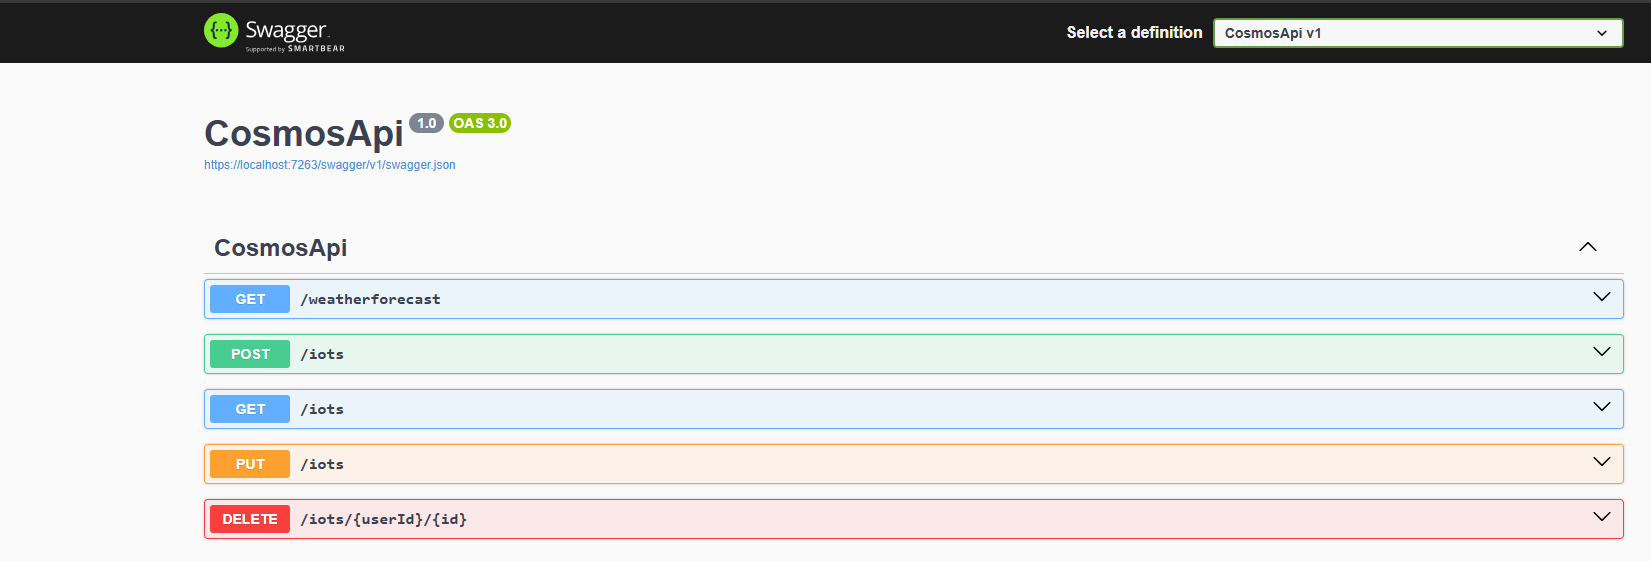 Swagger
Supported by SMARTBEAR
Select a definition
CosmosApi v1
CosmosApi 1.0 OAS 3.0
https://localhost:7263/swagger/v1/swagger.json
CosmosApi
GET /weatherforecast
POST /iots
GET /iots
PUT /iots
DELETE /iots/{userId}/{id}